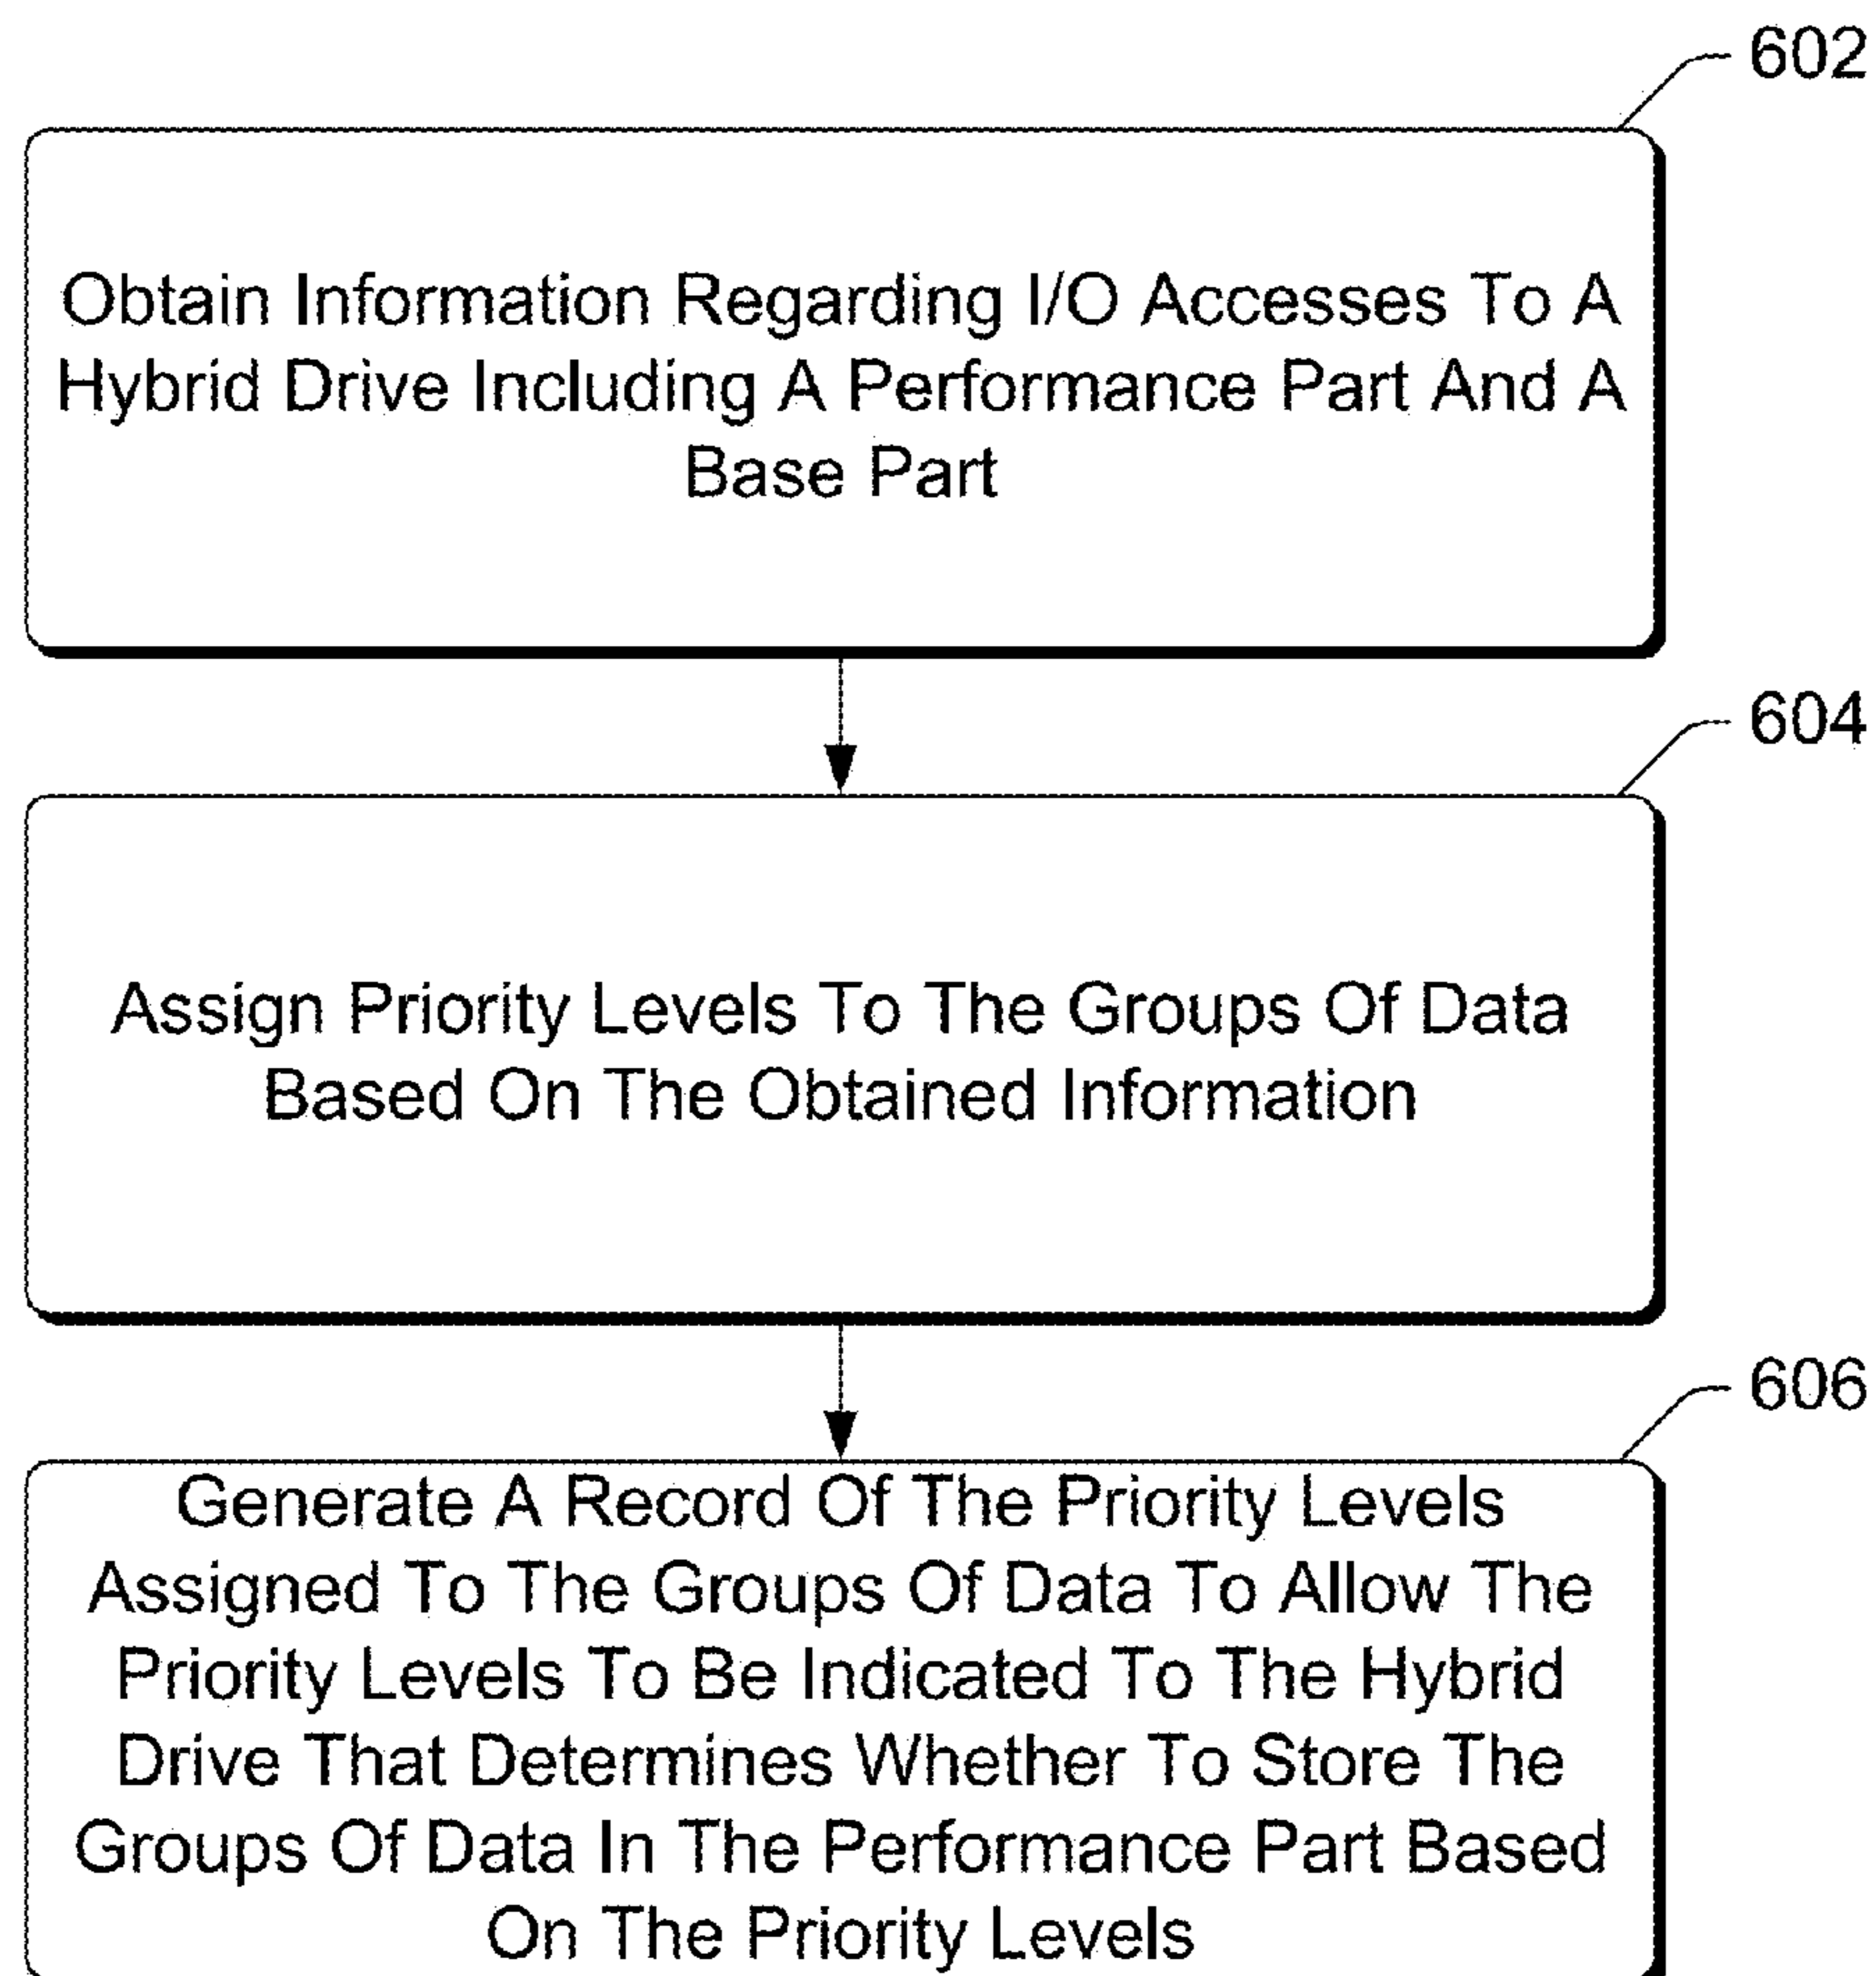 602
Obtain Information Regarding I/O Accesses To A
Hybrid Drive Including A Performance Part And A
Base Part
604
Assign Priority Levels To The Groups Of Data
Based On The Obtained Information
606
Generate A Record Of The Priority Levels
Assigned To The Groups Of Data To Allow The
Priority Levels To Be Indicated To The Hybrid
Drive That Determines Whether To Store The
Groups Of Data In The Performance Part Based
On The Priority Levels